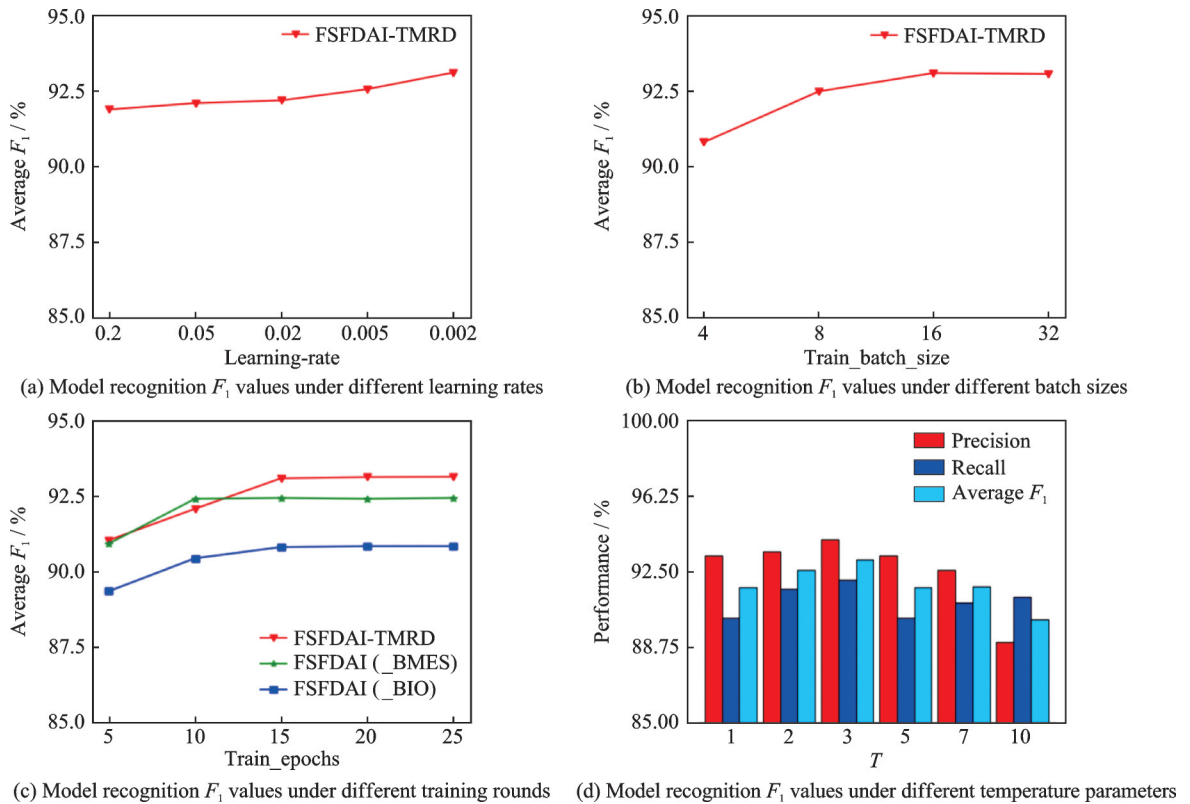 95.0
92.5
90.0
87.5
85.0
Average F₁ / %
FSFDAI-TMRD
0.2 0.05 0.02 0.005 0.002
Learning-rate
(a) Model recognition F₁ values under different learning rates
95.0
92.5
90.0
87.5
85.0
Average F₁ / %
FSFDAI-TMRD
4 8 16 32
Train_batch_size
(b) Model recognition F₁ values under different batch sizes
95.0
92.5
90.0
87.5
85.0
Average F₁ / %
FSFDAI-TMRD
FSFDAI (_BMES)
FSFDAI (_BIO)
5 10 15 20 25
Train_epochs
(c) Model recognition F₁ values under different training rounds
100.00
96.25
92.50
88.75
85.00
Performance / %
Precision
Recall
Average F₁
1 2 3 5 7 10
T
(d) Model recognition F₁ values under different temperature parameters